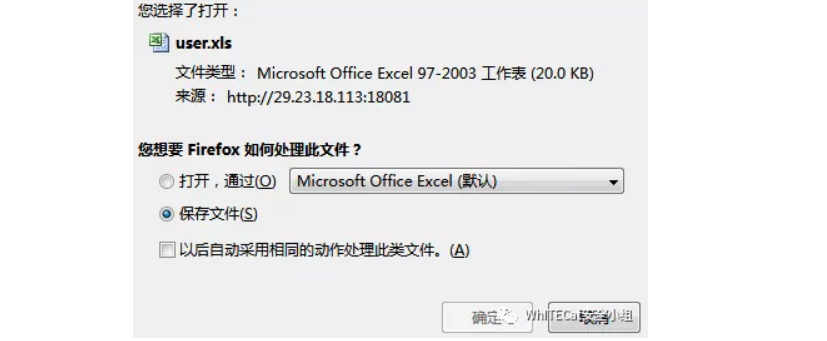 您选择了打开：
user.xls
文件类型： Microsoft Office Excel 97-2003 工作表 (20.0 KB)
来源： http://29.23.18.113:18081
您想要 Firefox 如何处理此文件？
打开，通过(O) Microsoft Office Excel (默认)
保存文件(S)
以后自动采用相同的动作处理此类文件。(A)
确定 取消
WhITECat安全小组